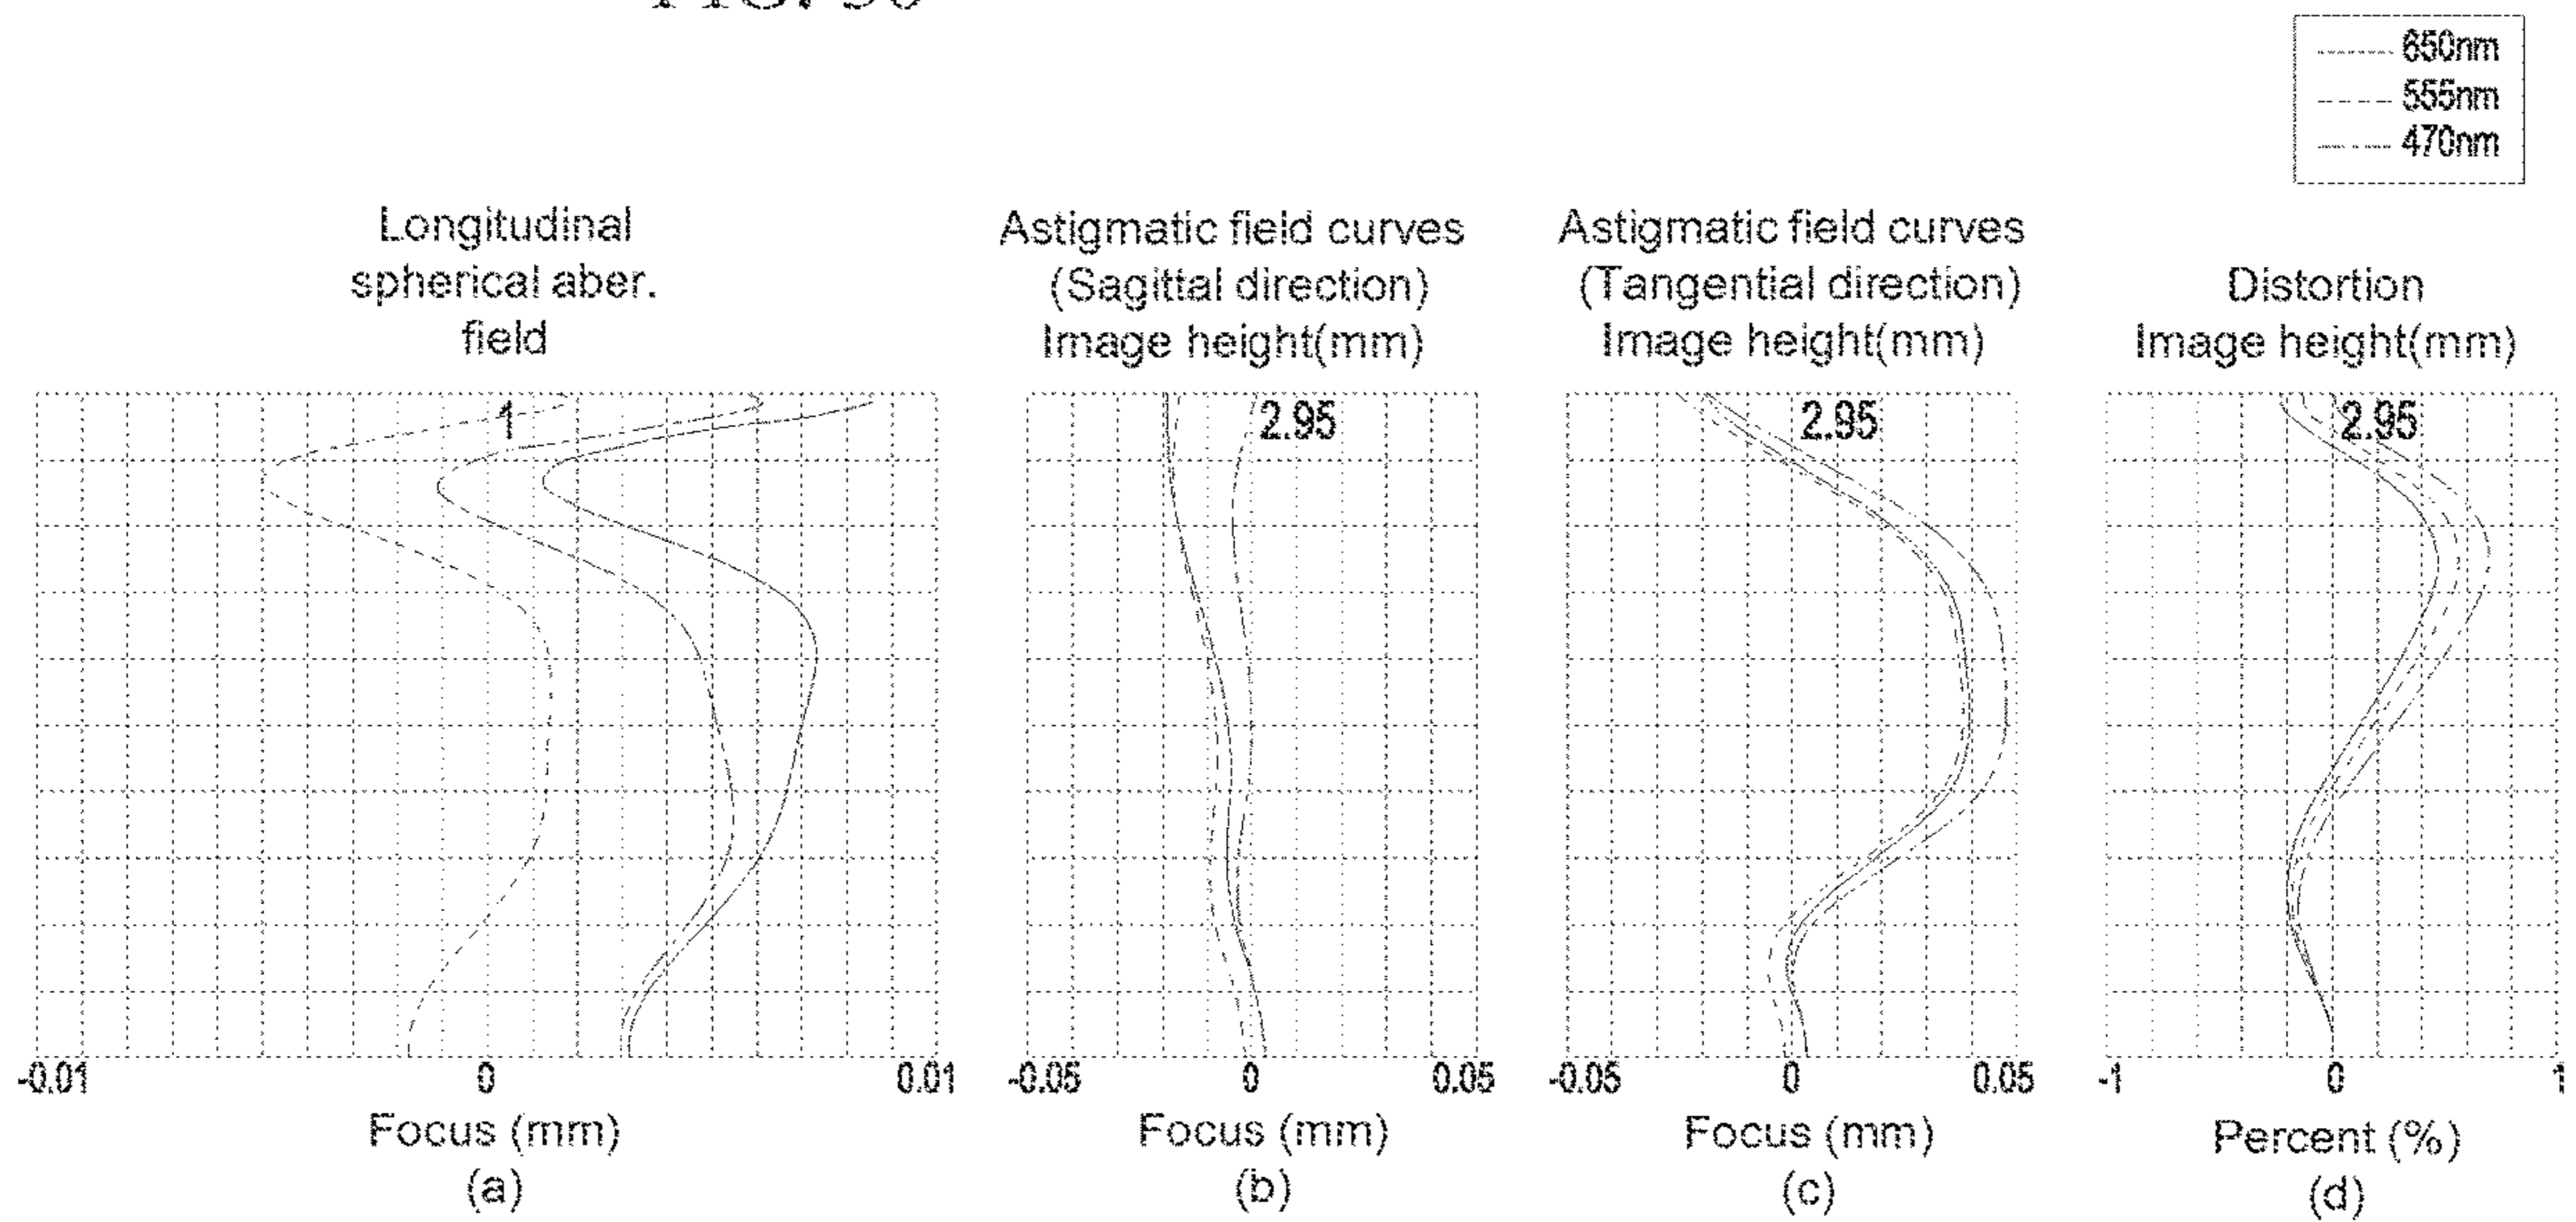 650nm
555nm
470nm
Longitudinal
spherical aber.
field
Astigmatic field curves
(Sagittal direction)
Image height(mm)
Astigmatic field curves
(Tangential direction)
Image height(mm)
Distortion
Image height(mm)
1
2.95
2.95
2.95
-0.01
0
0.01
-0.05
0
0.05
-0.05
0
0.05
-1
0
1
Focus (mm)
Focus (mm)
Focus (mm)
Percent (%)
(a)
(b)
(c)
(d)